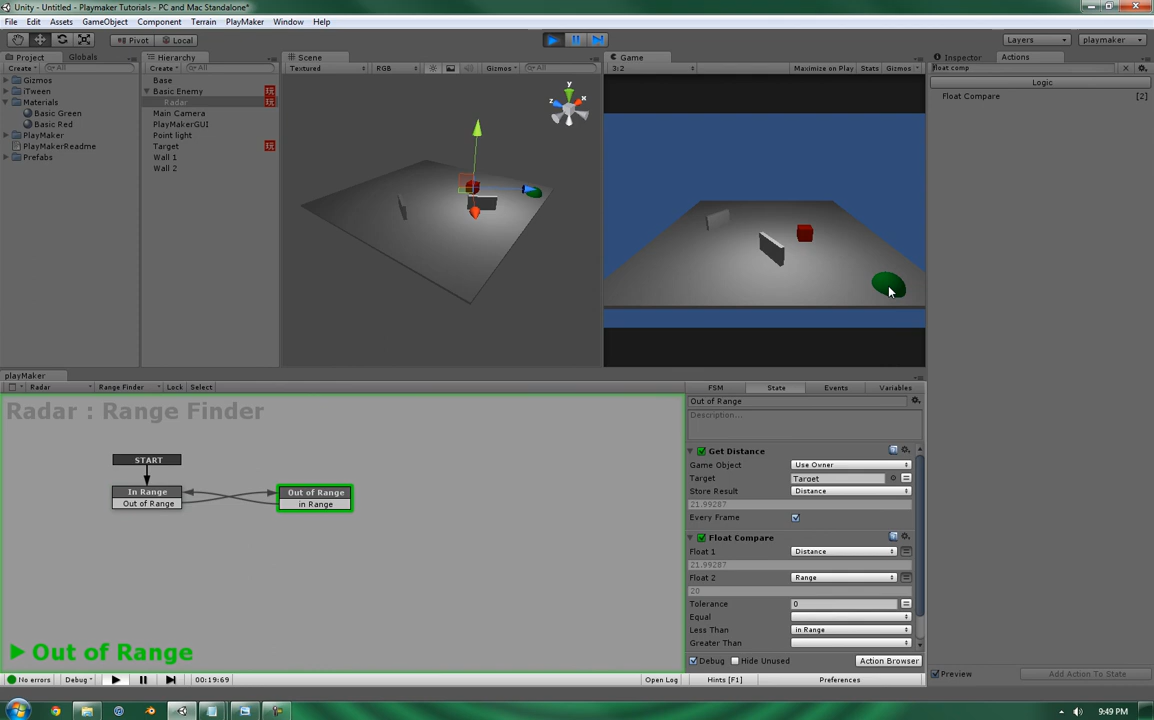 Unity - Untitled - Playmaker Tutorials - PC and Mac Standalone*
File Edit Assets GameObject Component Terrain PlayMaker Window Help
Pivot Local Layers playmaker
Project Globals Hierarchy Scene Game Inspector Actions
Create All Create All Textured RGB Gizmos All 3:2 Maximize on Play Stats Gizmos float comp
Gizmos
iTween
Materials
Basic Green
Basic Red
PlayMaker
PlayMakerReadme
Prefabs
Base
Basic Enemy
Radar
Main Camera
PlayMakerGUI
Point light
Target
Wall 1
Wall 2
y
x
z
Logic
Float Compare [2]
playMaker
Radar Range Finder Lock Select FSM State Events Variables
Radar : Range Finder
START
In Range
Out of Range
Out of Range
in Range
Out of Range
Out of Range
Description...
Get Distance
Game Object Use Owner
Target Target
Store Result Distance
21.99287
Every Frame
Float Compare
Float 1 Distance
21.99287
Float 2 Range
20
Tolerance 0
Equal
Less Than in Range
Greater Than
Debug Hide Unused Action Browser
No errors Debug 00:19:69 Open Log Hints [F1] Preferences
Preview Add Action To State
9:49 PM